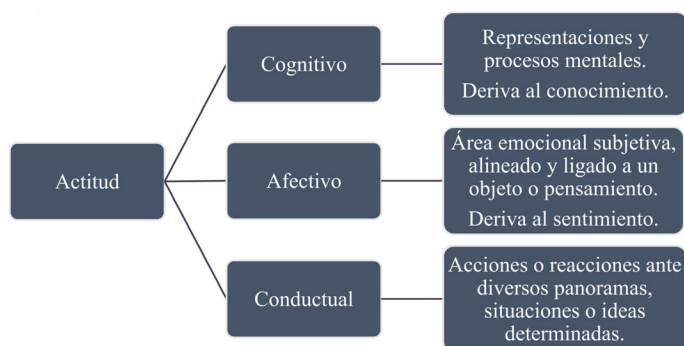 Actitud
Cognitivo
Representaciones y
procesos mentales.
Deriva al conocimiento.
Afectivo
Área emocional subjetiva,
alineado y ligado a un
objeto o pensamiento.
Deriva al sentimiento.
Conductual
Acciones o reacciones ante
diversos panoramas,
situaciones o ideas
determinadas.